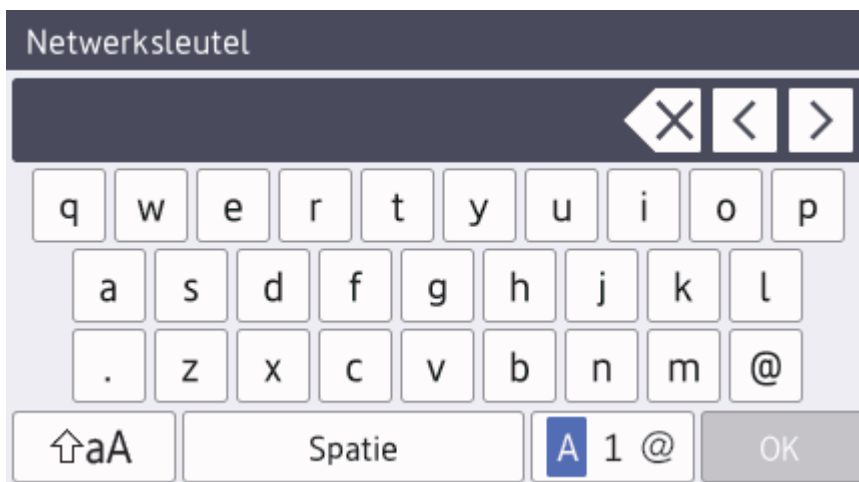 Netwerksleutel
q w e r t y u i o p
a s d f g h j k l
. z x c v b n m @
aA Spatie A 1 @ OK